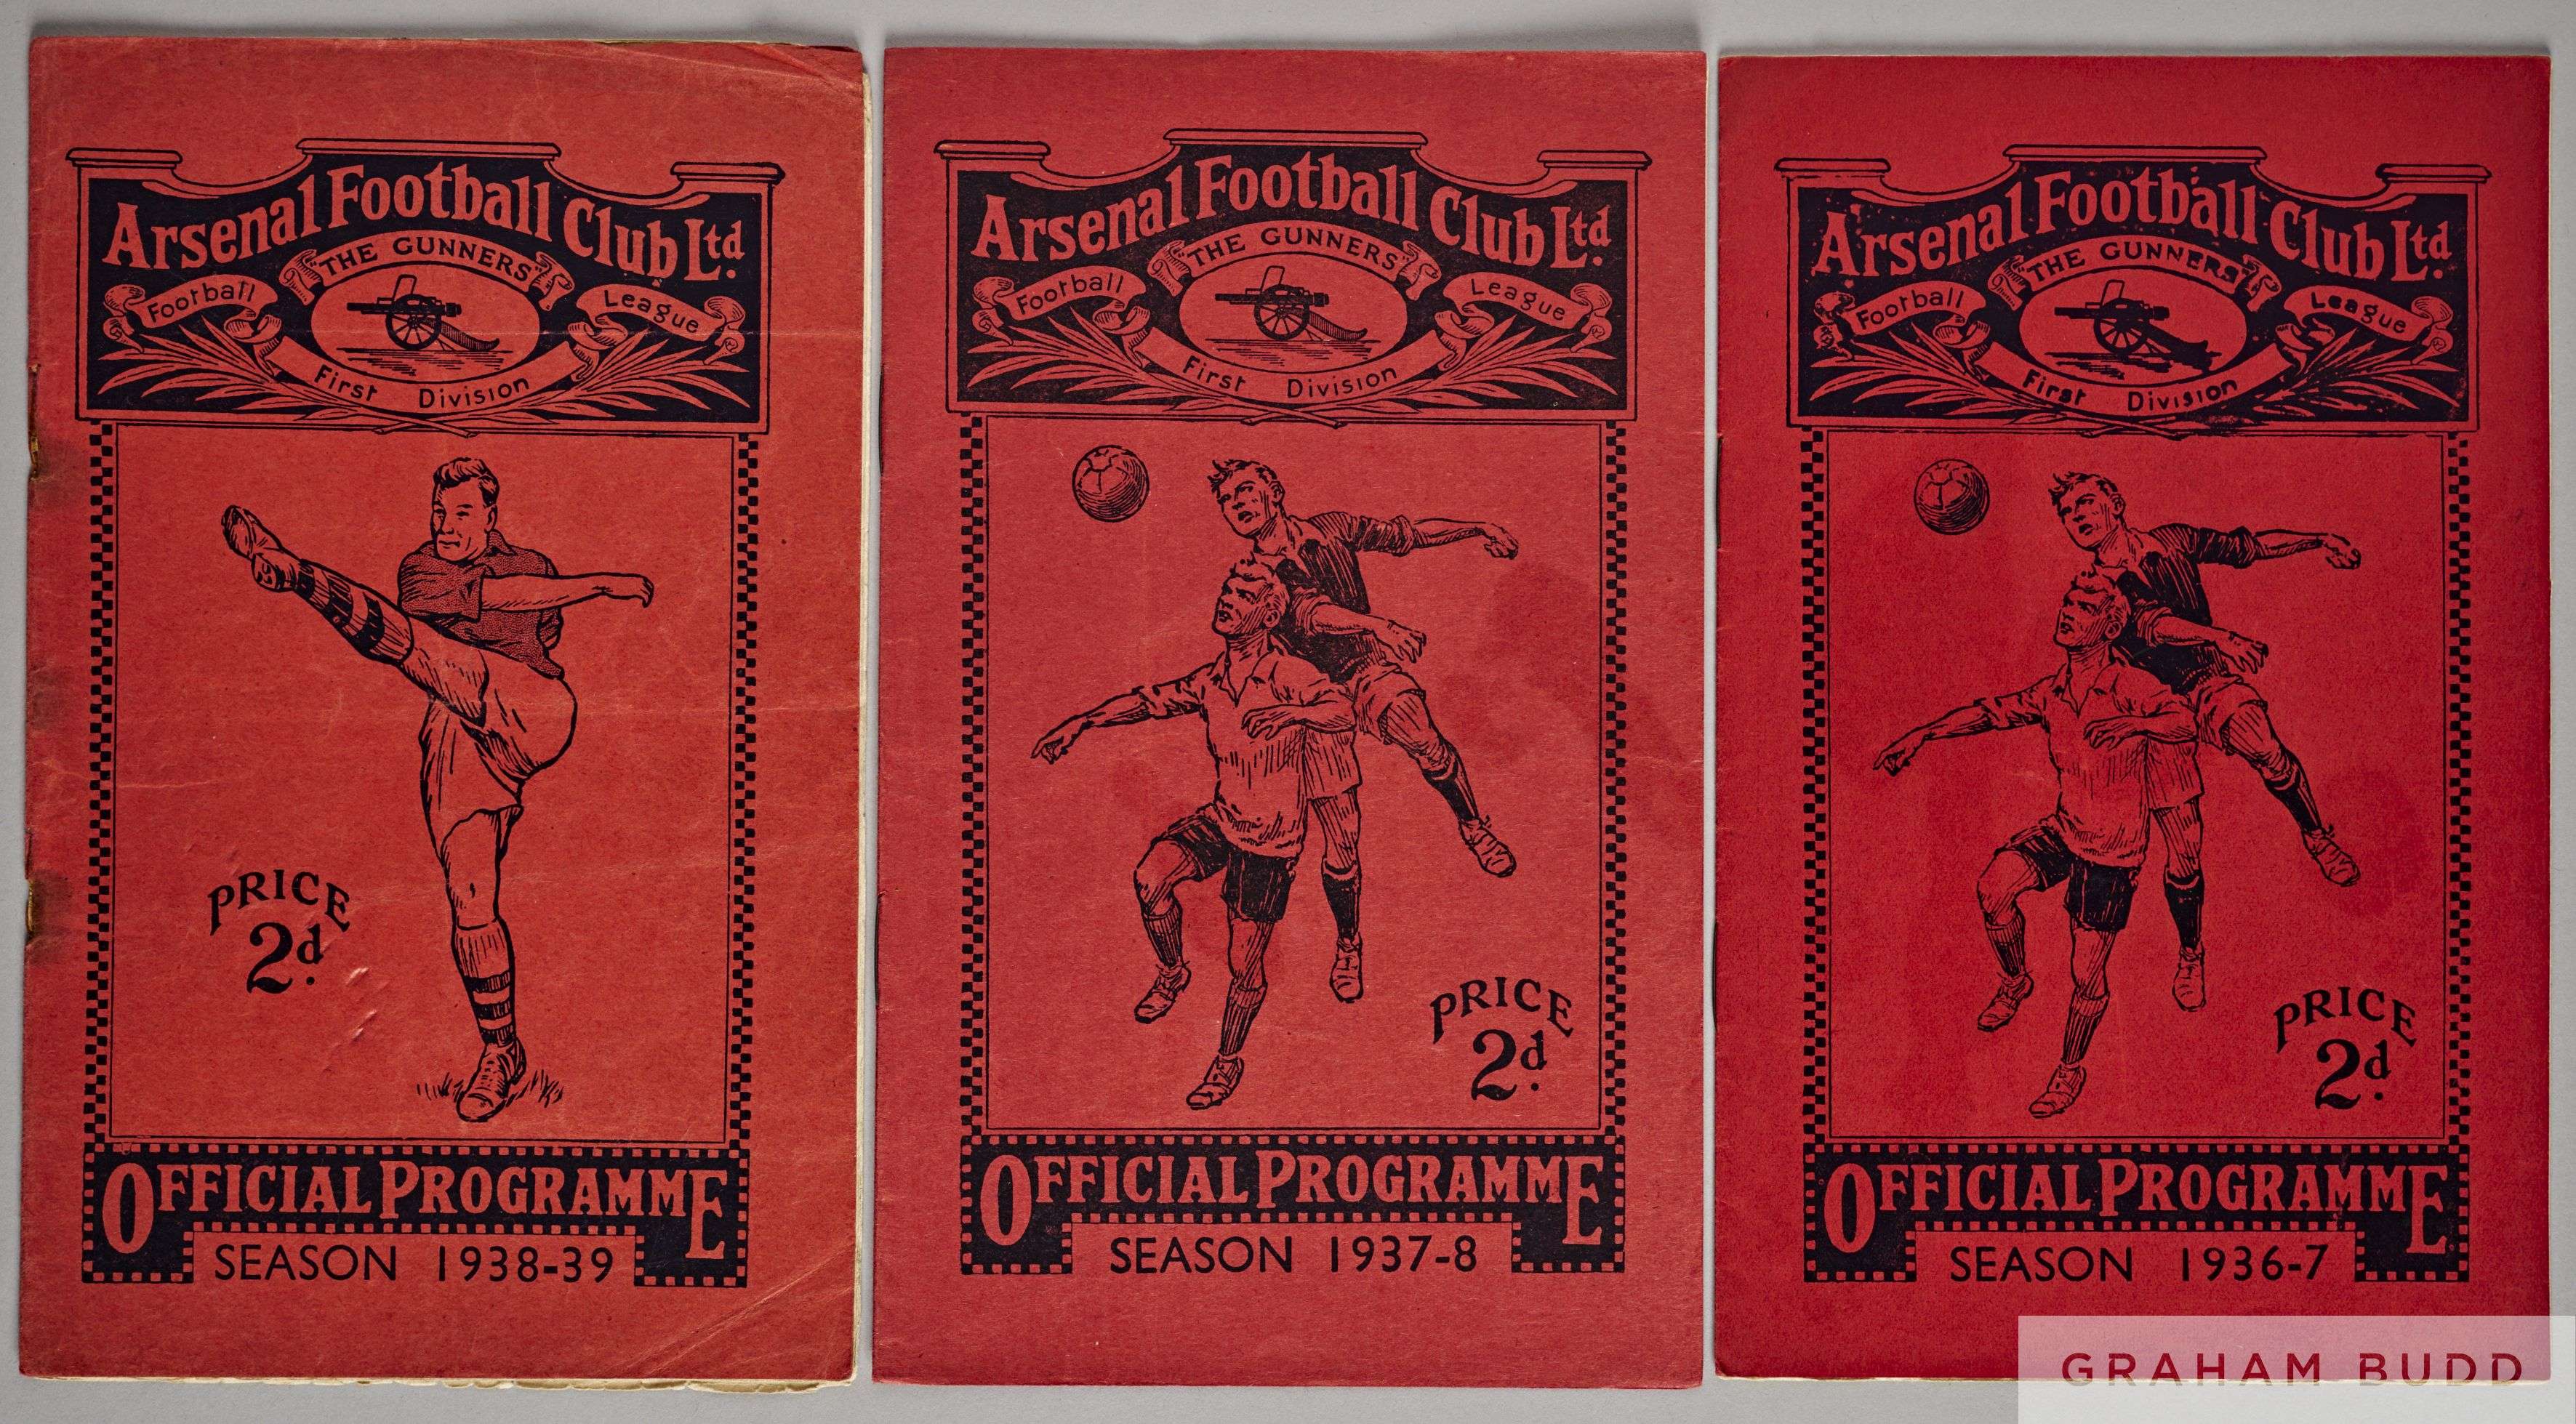 Arsenal Football Club Ltd.
"THE GUNNERS"
Football League
First Division
PRICE
2d.
OFFICIAL PROGRAMME
SEASON 1938-39
Arsenal Football Club Ltd.
"THE GUNNERS"
Football League
First Division
PRICE
2d.
OFFICIAL PROGRAMME
SEASON 1937-8
Arsenal Football Club Ltd.
"THE GUNNERS"
Football League
First Division
PRICE
2d.
OFFICIAL PROGRAMME
SEASON 1936-7
GRAHAM BUDD